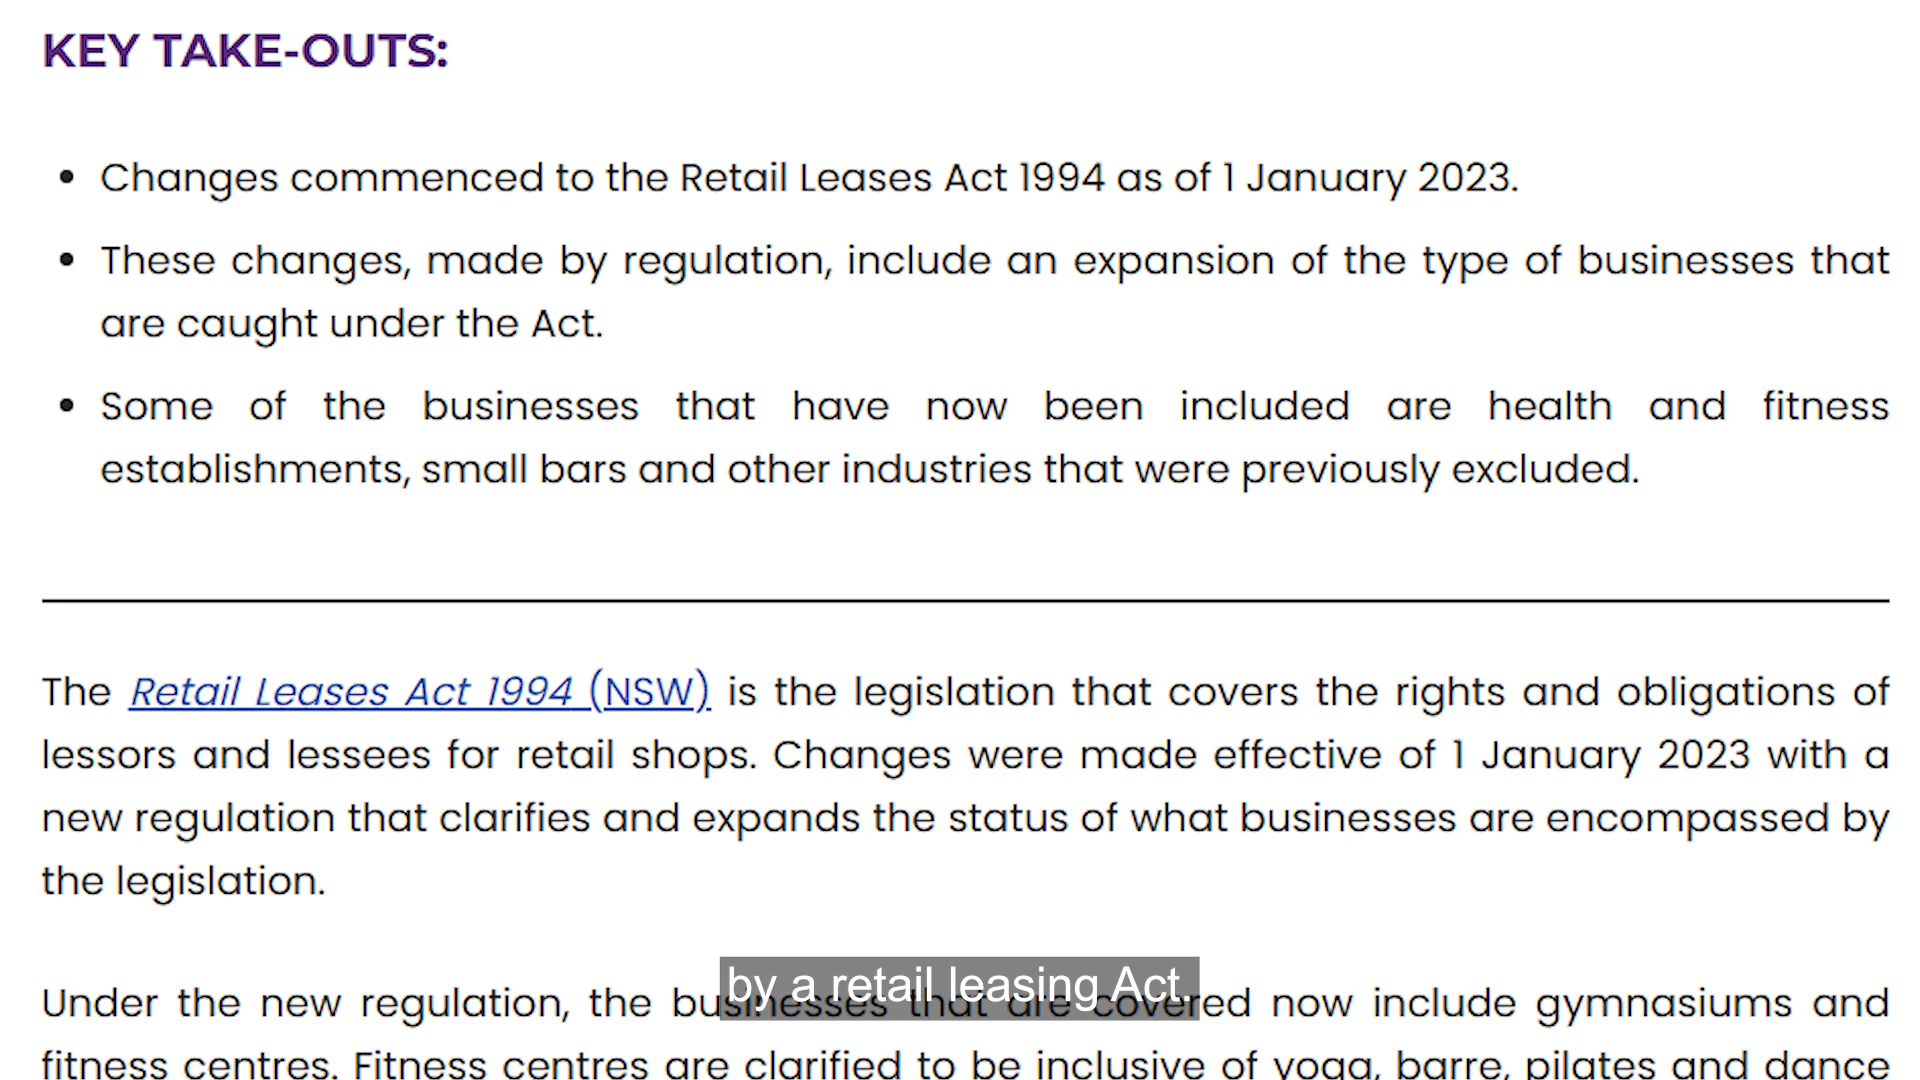 KEY TAKE-OUTS:
• Changes commenced to the Retail Leases Act 1994 as of 1 January 2023.
• These changes, made by regulation, include an expansion of the type of businesses that
are caught under the Act.
• Some of the businesses that have now been included are health and fitness
establishments, small bars and other industries that were previously excluded.
The Retail Leases Act 1994 (NSW) is the legislation that covers the rights and obligations of
lessors and lessees for retail shops. Changes were made effective of 1 January 2023 with a
new regulation that clarifies and expands the status of what businesses are encompassed by
the legislation.
by a retail leasing Act.
Under the new regulation, the businesses that are covered now include gymnasiums and
fitness centres. Fitness centres are clarified to be inclusive of yoga, barre, pilates and dance